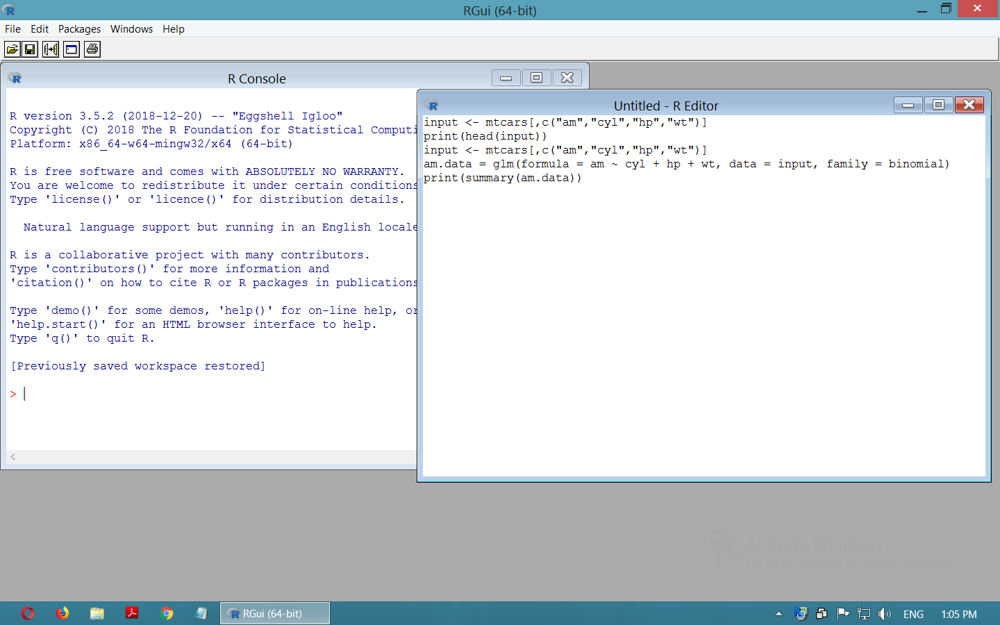 RGui (64-bit)
File Edit Packages Windows Help
R Console
R version 3.5.2 (2018-12-20) -- "Eggshell Igloo"
Copyright (C) 2018 The R Foundation for Statistical Computi
Platform: x86_64-w64-mingw32/x64 (64-bit)
R is free software and comes with ABSOLUTELY NO WARRANTY.
You are welcome to redistribute it under certain conditions
Type 'license()' or 'licence()' for distribution details.
Natural language support but running in an English locale
R is a collaborative project with many contributors.
Type 'contributors()' for more information and
'citation()' on how to cite R or R packages in publications
Type 'demo()' for some demos, 'help()' for on-line help, or
'help.start()' for an HTML browser interface to help.
Type 'q()' to quit R.
[Previously saved workspace restored]
>
Untitled - R Editor
input <- mtcars[,c("am","cyl","hp","wt")]
print(head(input))
input <- mtcars[,c("am","cyl","hp","wt")]
am.data = glm(formula = am ~ cyl + hp + wt, data = input, family = binomial)
print(summary(am.data))
Activate Windows
RGui (64-bit)
ENG 1:05 PM